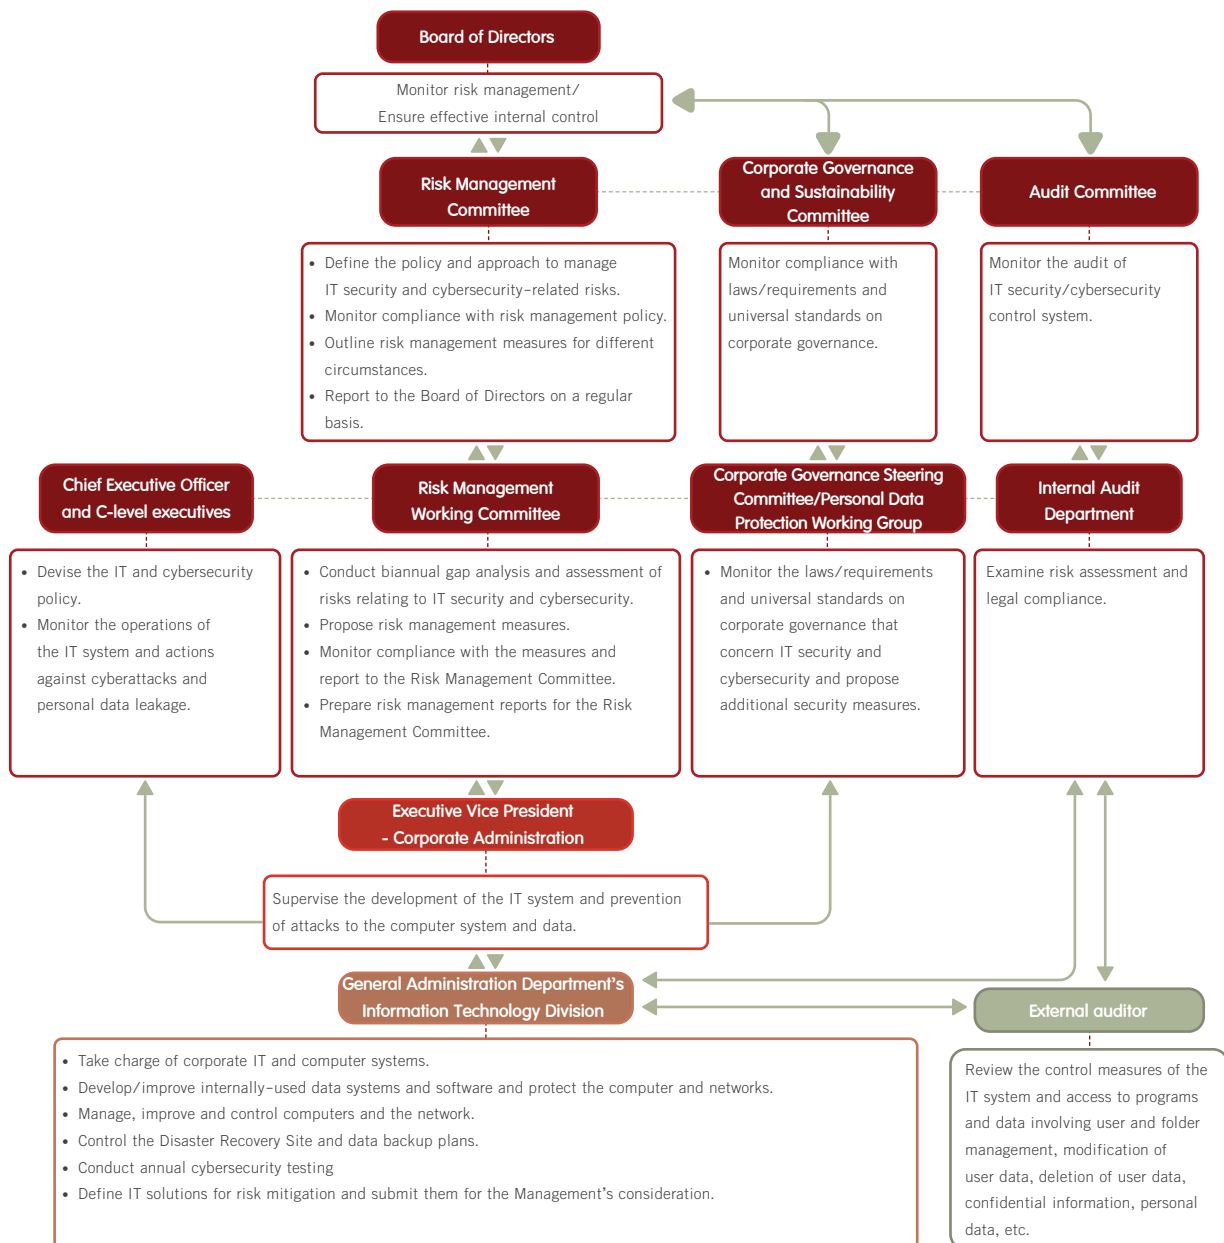 Board of Directors
Monitor risk management/
Ensure effective internal control
Risk Management
Committee
Corporate Governance
and Sustainability
Committee
Audit Committee
• Define the policy and approach to manage
IT security and cybersecurity-related risks.
• Monitor compliance with risk management policy.
• Outline risk management measures for different
circumstances.
• Report to the Board of Directors on a regular
basis.
Monitor compliance with
laws/requirements and
universal standards on
corporate governance.
Monitor the audit of
IT security/cybersecurity
control system.
Chief Executive Officer
and C-level executives
Risk Management
Working Committee
Corporate Governance Steering
Committee/Personal Data
Protection Working Group
Internal Audit
Department
• Devise the IT and cybersecurity
policy.
• Monitor the operations of
the IT system and actions
against cyberattacks and
personal data leakage.
• Conduct biannual gap analysis and assessment of
risks relating to IT security and cybersecurity.
• Propose risk management measures.
• Monitor compliance with the measures and
report to the Risk Management Committee.
• Prepare risk management reports for the Risk
Management Committee.
• Monitor the laws/requirements
and universal standards on
corporate governance that
concern IT security and
cybersecurity and propose
additional security measures.
Examine risk assessment and
legal compliance.
Executive Vice President
- Corporate Administration
Supervise the development of the IT system and prevention
of attacks to the computer system and data.
General Administration Department's
Information Technology Division
External auditor
• Take charge of corporate IT and computer systems.
• Develop/improve internally-used data systems and software and protect the computer and networks.
• Manage, improve and control computers and the network.
• Control the Disaster Recovery Site and data backup plans.
• Conduct annual cybersecurity testing
• Define IT solutions for risk mitigation and submit them for the Management's consideration.
Review the control measures of the
IT system and access to programs
and data involving user and folder
management, modification of
user data, deletion of user data,
confidential information, personal
data, etc.